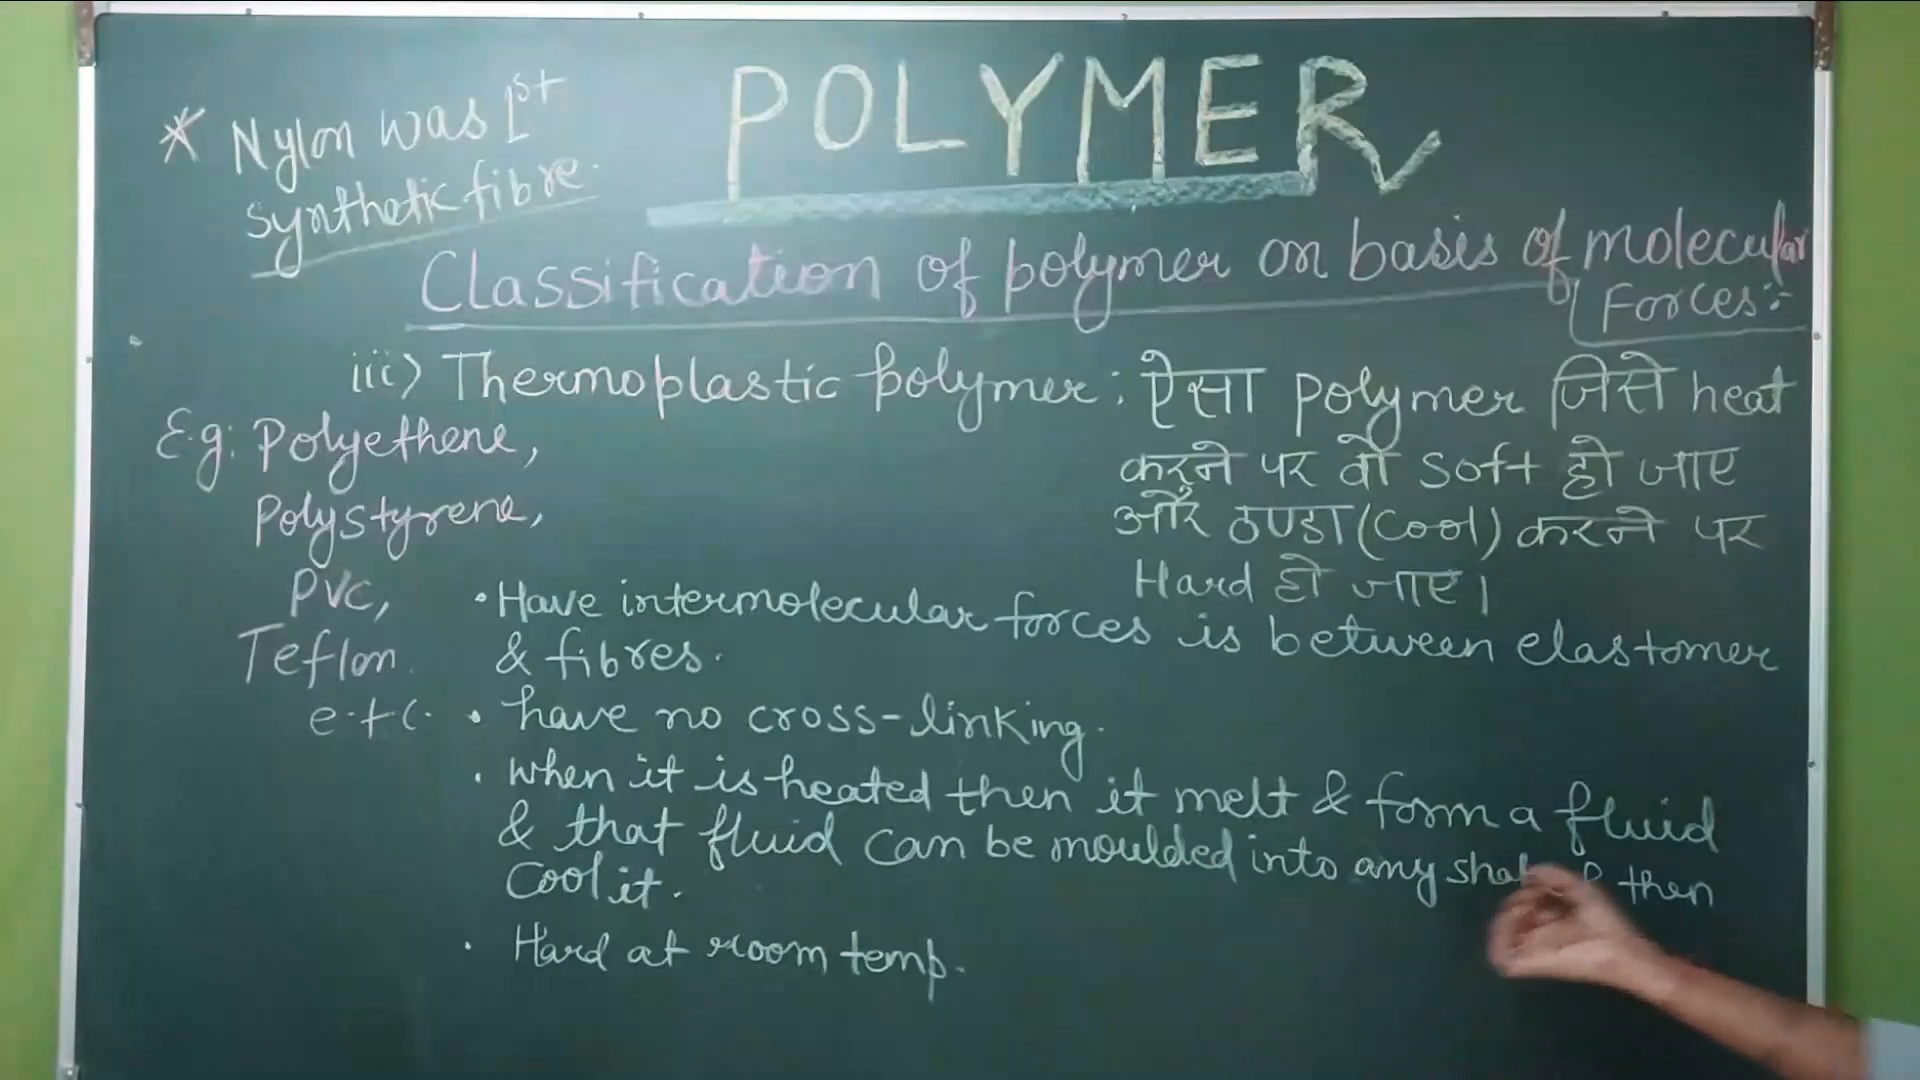 POLYMER
* Nylon was 1st
synthetic fibre.
Classification of polymer on basis of molecular
Forces:-
iii) Thermoplastic polymer: ऐसा polymer जिसे heat
करने पर वो soft हो जाए
और ठण्डा (cool) करने पर
Hard हो जाए।
E.g: Polyethene,
Polystyrene,
PVC,
Teflon
e.t.c.
• Have intermolecular forces is between elastomer
& fibres.
• have no cross-linking.
• when it is heated then it melt & form a fluid
& that fluid can be moulded into any then
cool it.
• Hard at room temp.